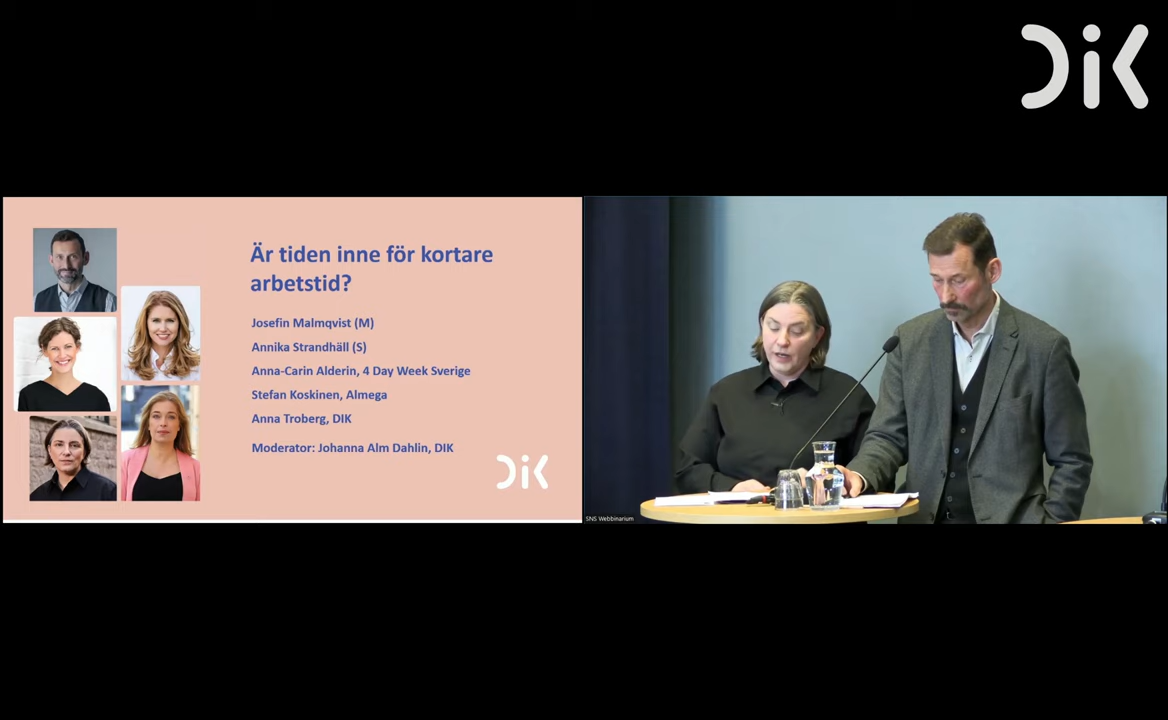 DiK
Är tiden inne för kortare
arbetstid?
Josefin Malmqvist (M)
Annika Strandhäll (S)
Anna-Carin Alderin, 4 Day Week Sverige
Stefan Koskinen, Almega
Anna Troberg, DIK
Moderator: Johanna Alm Dahlin, DIK
DiK
SNS Webbinarium